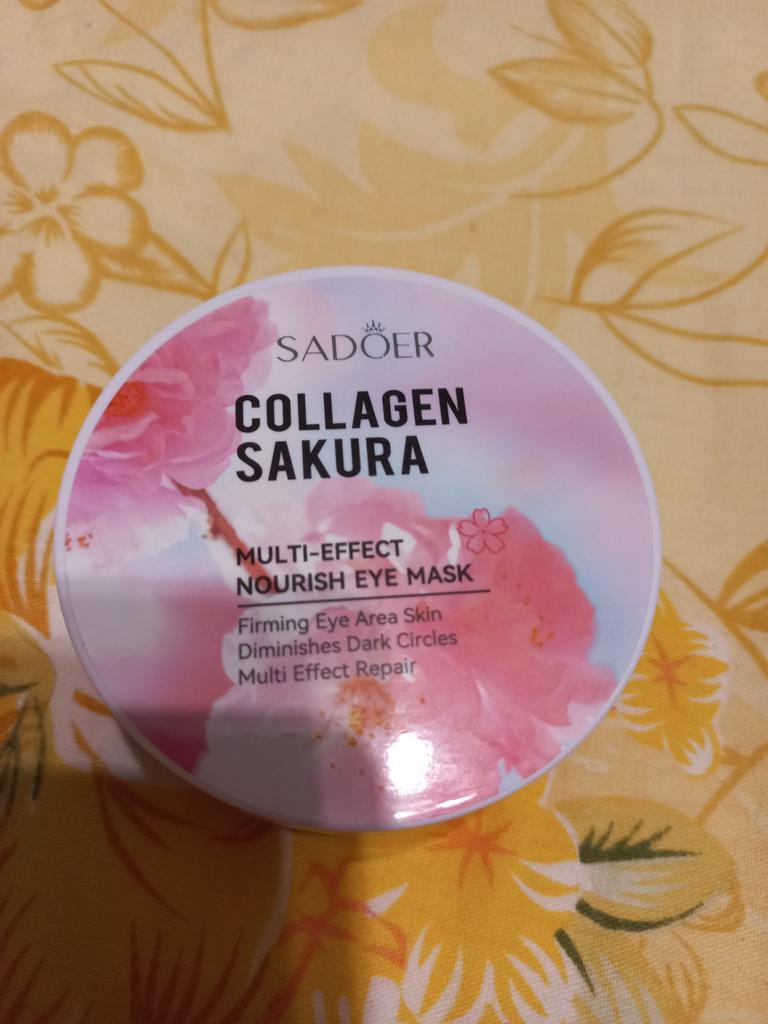 SADOER
COLLAGEN
SAKURA
MULTI-EFFECT
NOURISH EYE MASK
Firming Eye Area Skin
Diminishes Dark Circles
Multi Effect Repair